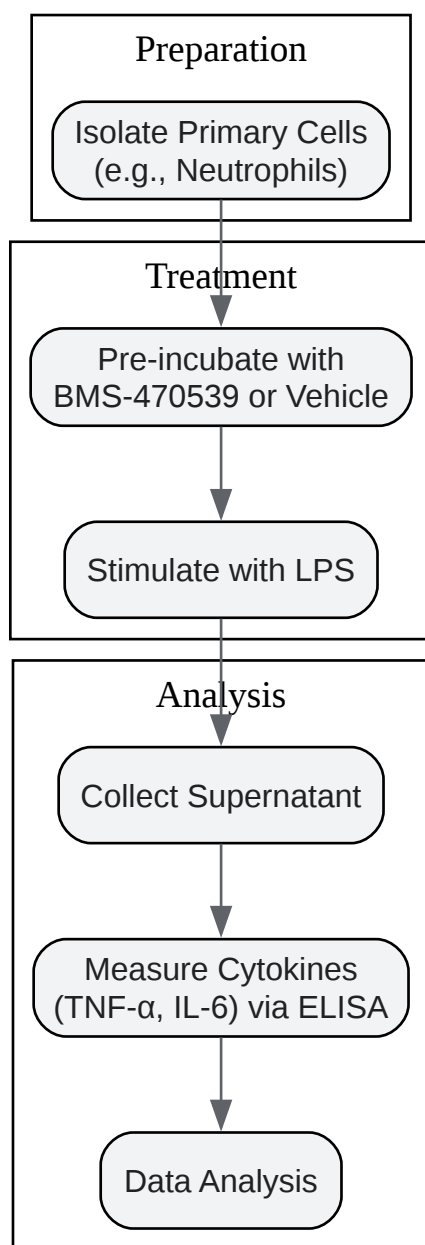 Preparation
Isolate Primary Cells
(e.g., Neutrophils)
Treatment
Pre-incubate with
BMS-470539 or Vehicle
Stimulate with LPS
Analysis
Collect Supernatant
Measure Cytokines
(TNF-α, IL-6) via ELISA
Data Analysis